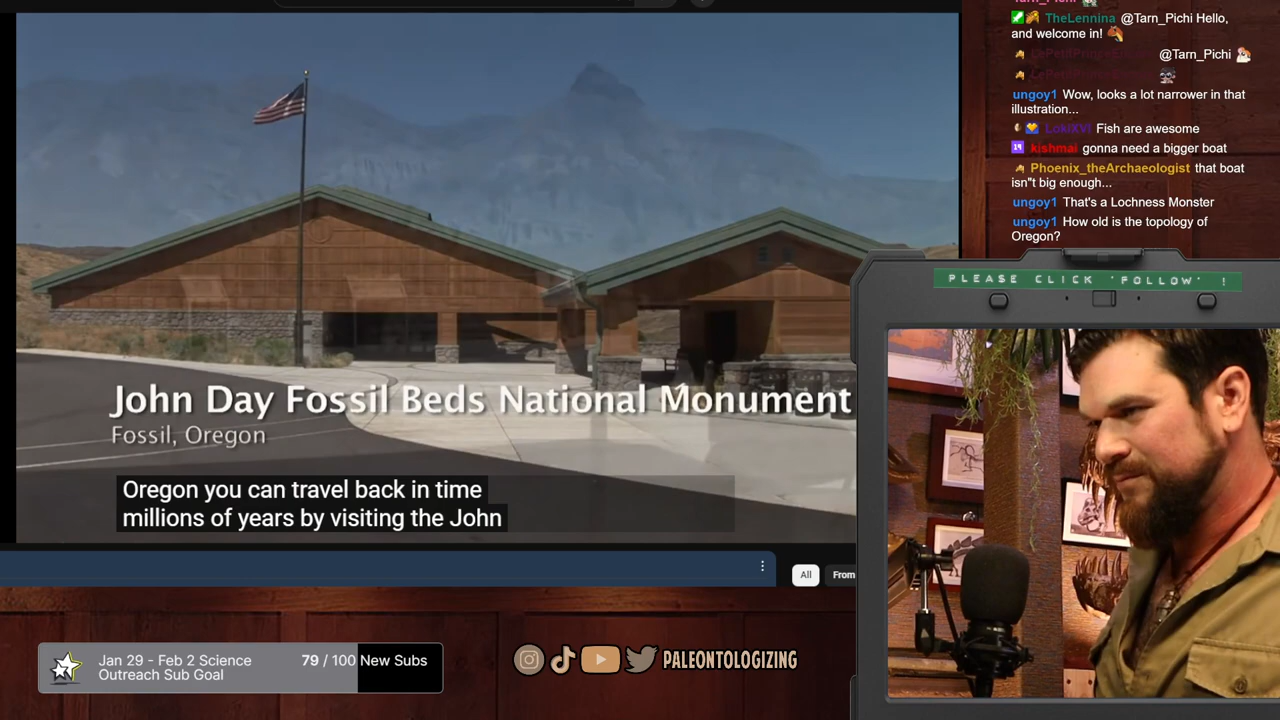 John Day Fossil Beds National Monument
Fossil, Oregon
Oregon you can travel back in time
millions of years by visiting the John
All
From
TheLennina @Tarn_Pichi Hello,
and welcome in!
@Tarn_Pichi
ungoy1 Wow, looks a lot narrower in that
illustration...
LokiXVI Fish are awesome
kishmai gonna need a bigger boat
Phoenix_theArchaeologist that boat
isn"t big enough...
ungoy1 That's a Lochness Monster
ungoy1 How old is the topology of
Oregon?
PLEASE CLICK "FOLLOW" !
Jan 29 - Feb 2 Science
Outreach Sub Goal
79 / 100 New Subs
PALEONTOLOGIZING